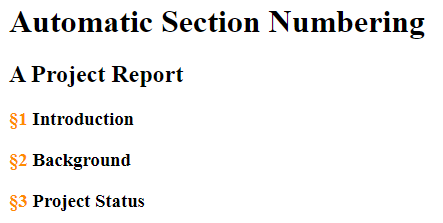 Automatic Section Numbering
A Project Report
§1 Introduction
§2 Background
§3 Project Status